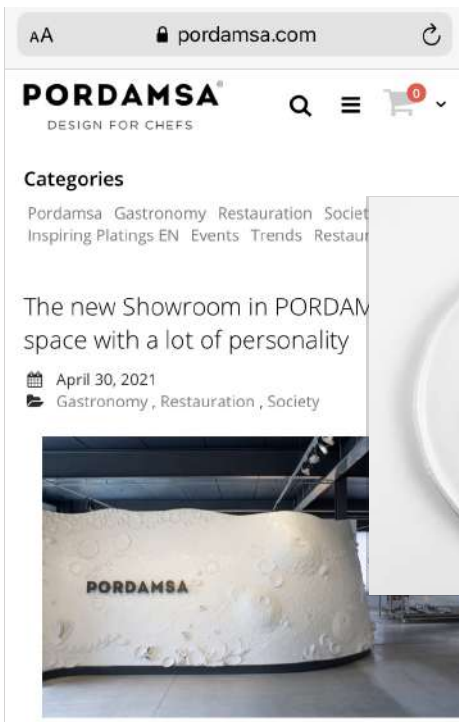 AA pordamsa.com
PORDAMSA®
DESIGN FOR CHEFS
0
Categories
Pordamsa Gastronomy Restauration
Inspiring Platings EN Events Trends
The new Showroom in
space with a lot of personality
April 30, 2021
Gastronomy , Restauration , Society
PORDAMSA